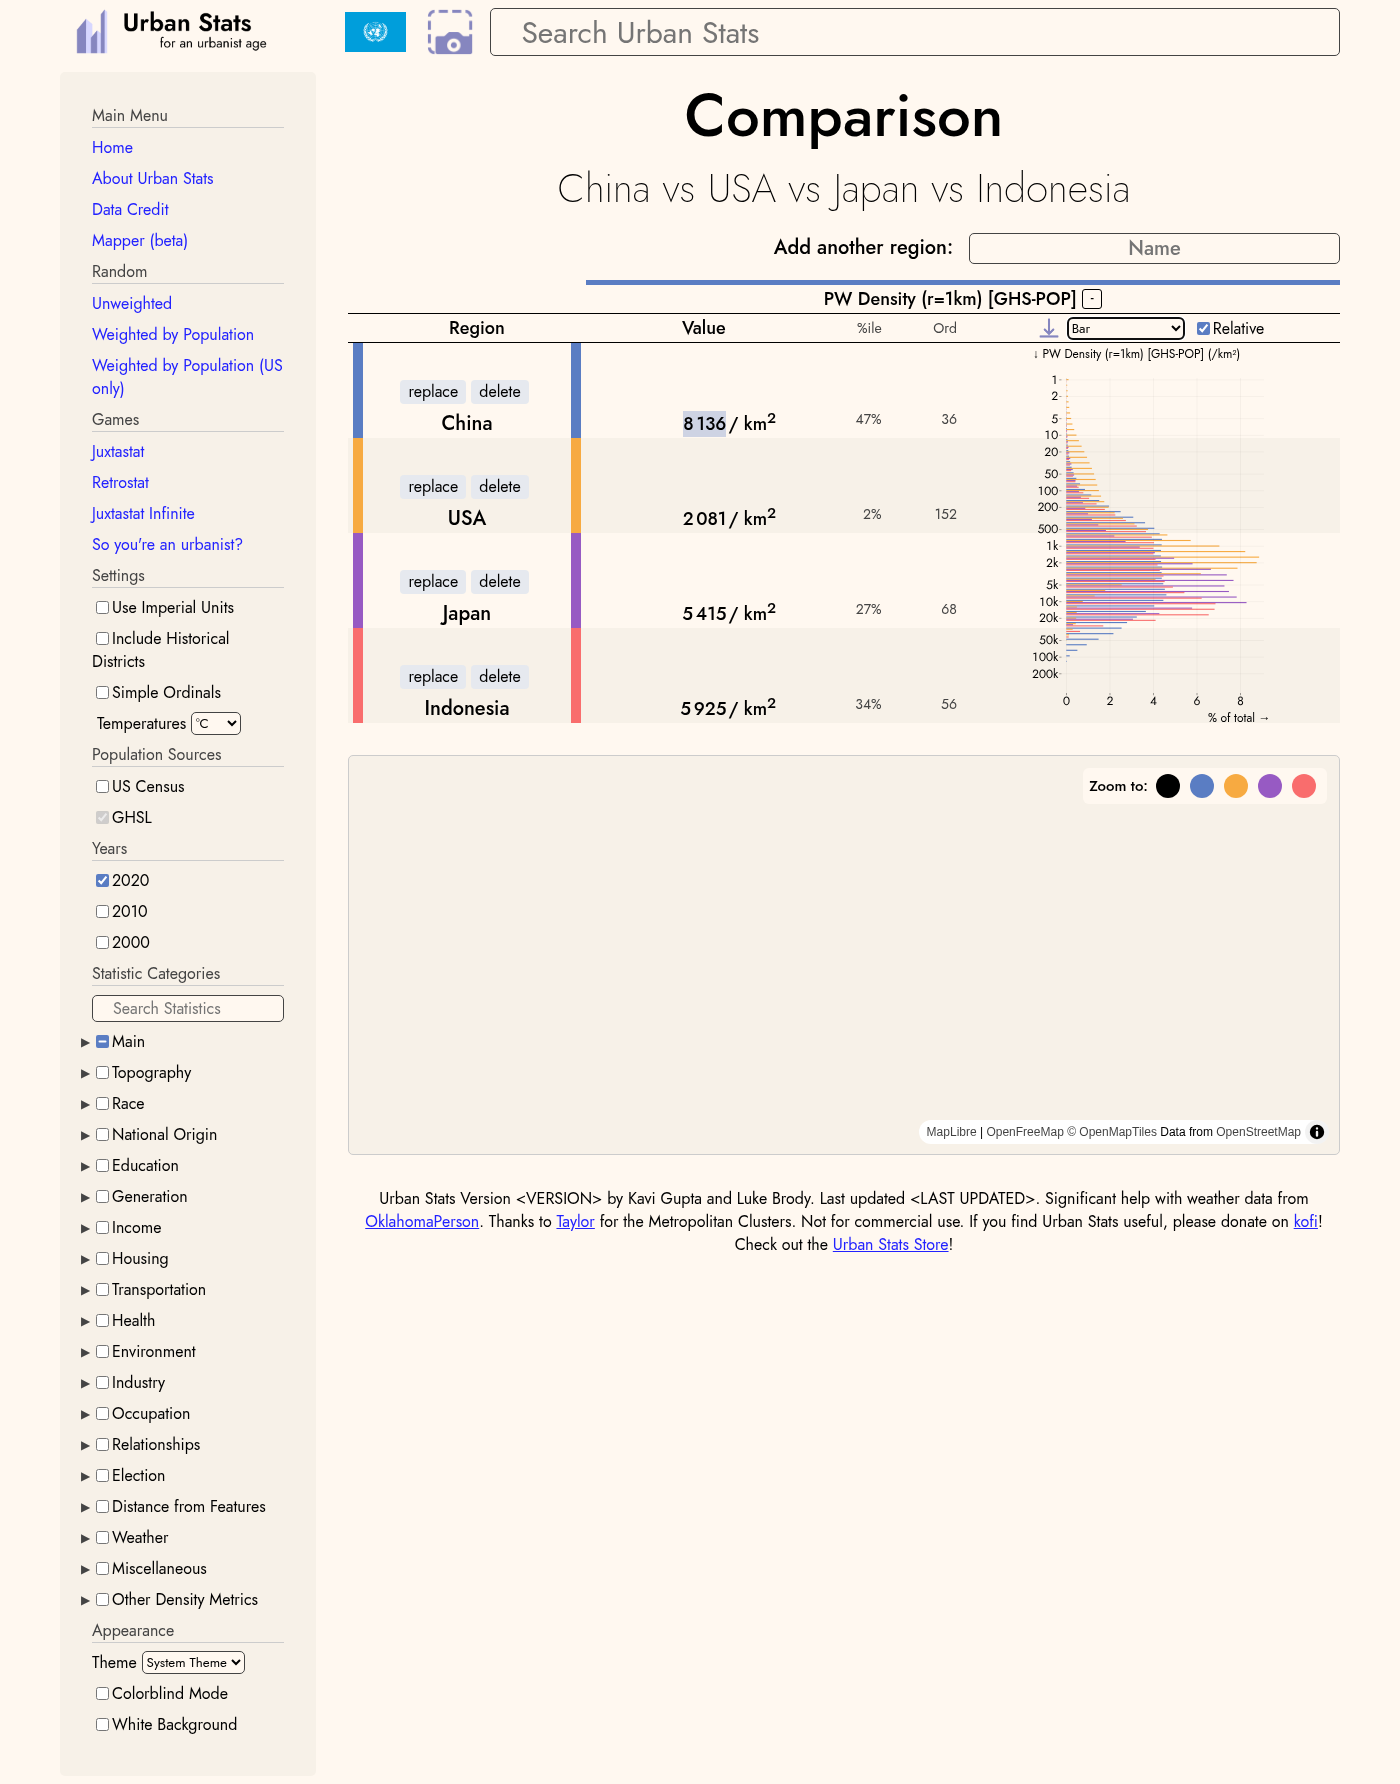 Urban Stats
for an urbanist age
Search Urban Stats
Main Menu
Home
About Urban Stats
Data Credit
Mapper (beta)
Random
Unweighted
Weighted by Population
Weighted by Population (US
only)
Games
Juxtastat
Retrostat
Juxtastat Infinite
So you're an urbanist?
Settings
Use Imperial Units
Include Historical
Districts
Simple Ordinals
Temperatures °C
Population Sources
US Census
GHSL
Years
2020
2010
2000
Statistic Categories
Search Statistics
Main
Topography
Race
National Origin
Education
Generation
Income
Housing
Transportation
Health
Environment
Industry
Occupation
Relationships
Election
Distance from Features
Weather
Miscellaneous
Other Density Metrics
Appearance
Theme System Theme
Colorblind Mode
White Background
Comparison
China vs USA vs Japan vs Indonesia
Add another region: Name
PW Density (r=1km) [GHS-POP] -
Region Value %ile Ord Bar Relative
replace delete
China 8 136 / km² 47% 36
replace delete
USA 2 081 / km² 2% 152
replace delete
Japan 5 415 / km² 27% 68
replace delete
Indonesia 5 925 / km² 34% 56
↓ PW Density (r=1km) [GHS-POP] (/km²)
1
2
5
10
20
50
100
200
500
1k
2k
5k
10k
20k
50k
100k
200k
0 2 4 6 8
% of total →
Zoom to:
MapLibre | OpenFreeMap © OpenMapTiles Data from OpenStreetMap
Urban Stats Version <VERSION> by Kavi Gupta and Luke Brody. Last updated <LAST UPDATED>. Significant help with weather data from
OklahomaPerson. Thanks to Taylor for the Metropolitan Clusters. Not for commercial use. If you find Urban Stats useful, please donate on kofi!
Check out the Urban Stats Store!